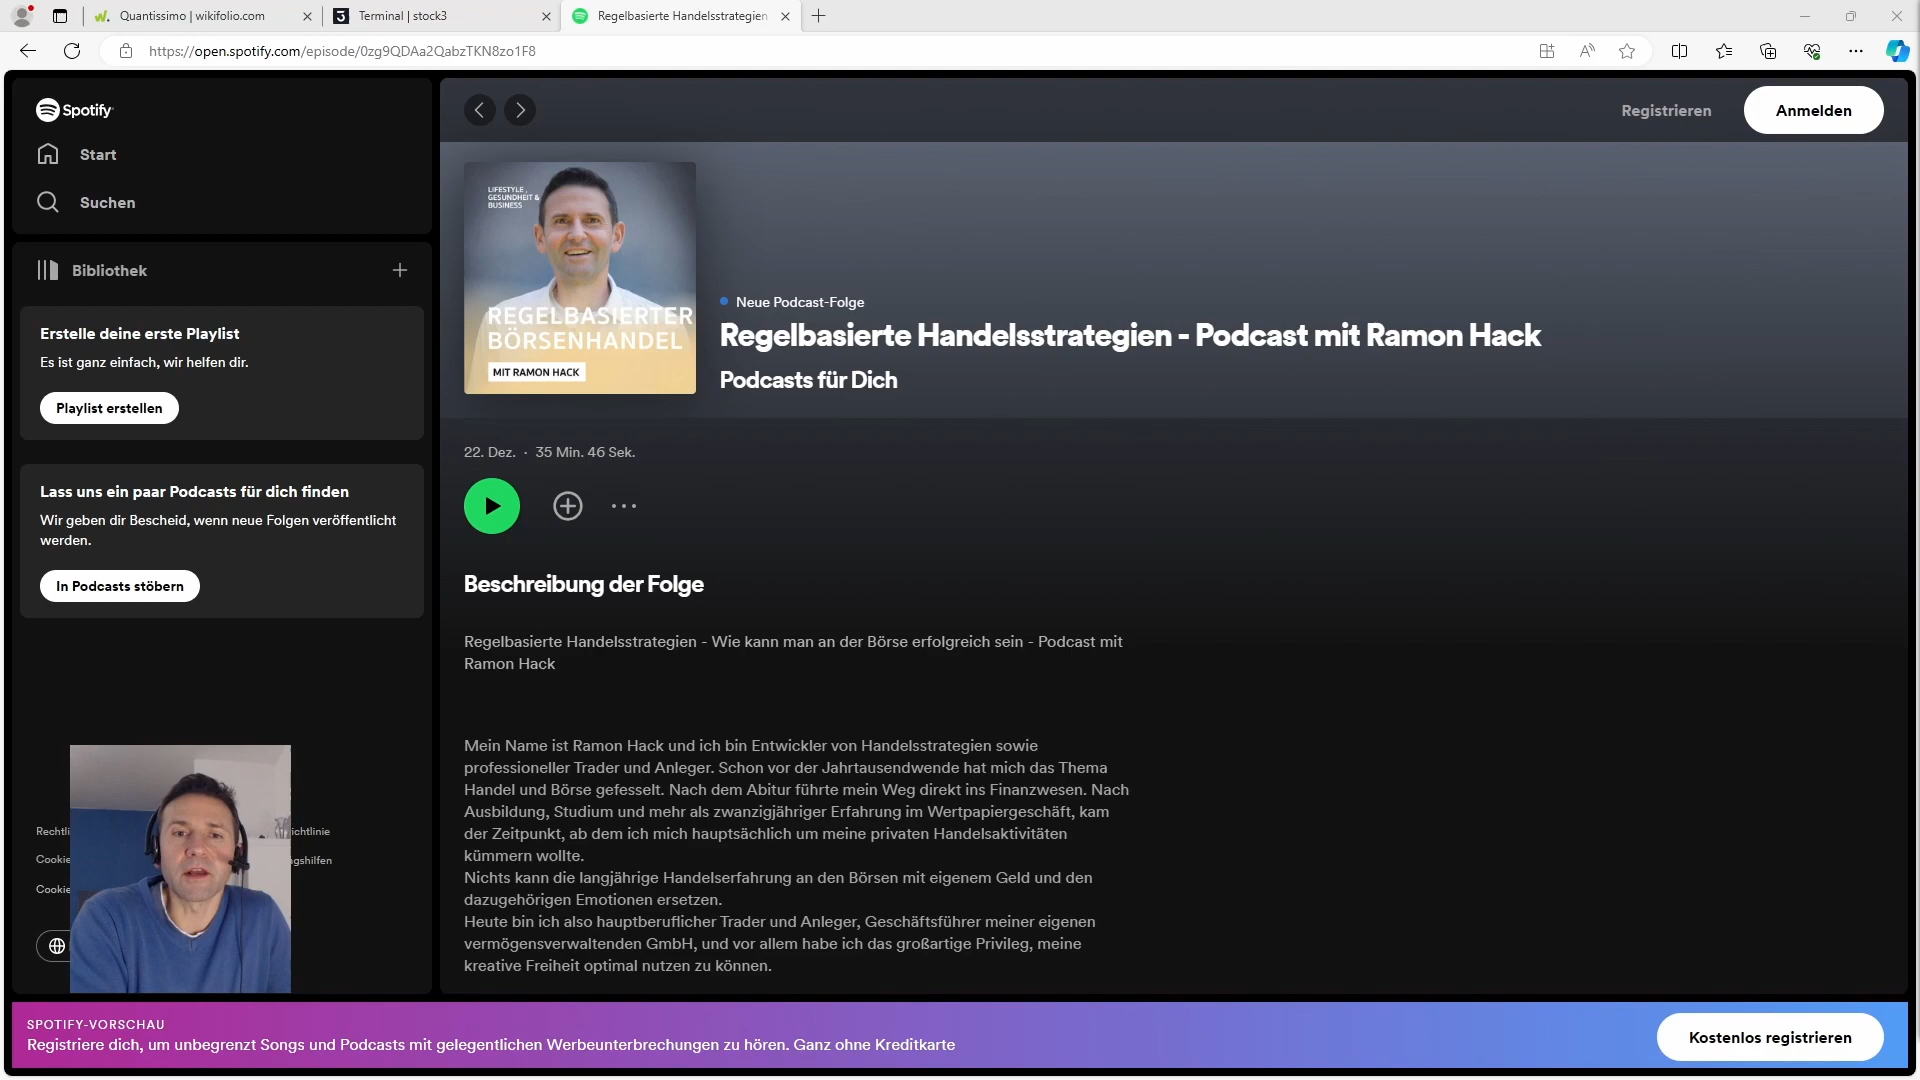 Quantissimo | wikifolio.com
Terminal | stock3
Regelbasierte Handelsstrategien
https://open.spotify.com/episode/0zg9QDAa2QabzTKN8zo1F8
Spotify
Start
Suchen
Bibliothek
Erstelle deine erste Playlist
Es ist ganz einfach, wir helfen dir.
Playlist erstellen
Lass uns ein paar Podcasts für dich finden
Wir geben dir Bescheid, wenn neue Folgen veröffentlicht
werden.
In Podcasts stöbern
Cookie
Cookie
Registrieren
Anmelden
LIFESTYLE,
GESUNDHEIT &
BUSINESS
REGELBASIERTER
BÖRSENHANDEL
MIT RAMON HACK
Neue Podcast-Folge
Regelbasierte Handelsstrategien - Podcast mit Ramon Hack
Podcasts für Dich
22. Dez. · 35 Min. 46 Sek.
Beschreibung der Folge
Regelbasierte Handelsstrategien - Wie kann man an der Börse erfolgreich sein - Podcast mit
Ramon Hack
Mein Name ist Ramon Hack und ich bin Entwickler von Handelsstrategien sowie
professioneller Trader und Anleger. Schon vor der Jahrtausendwende hat mich das Thema
Handel und Börse gefesselt. Nach dem Abitur führte mein Weg direkt ins Finanzwesen. Nach
Ausbildung, Studium und mehr als zwanzigjähriger Erfahrung im Wertpapiergeschäft, kam
der Zeitpunkt, ab dem ich mich hauptsächlich um meine privaten Handelsaktivitäten
kümmern wollte.
Nichts kann die langjährige Handelserfahrung an den Börsen mit eigenem Geld und den
dazugehörigen Emotionen ersetzen.
Heute bin ich also hauptberuflicher Trader und Anleger, Geschäftsführer meiner eigenen
vermögensverwaltenden GmbH, und vor allem habe ich das großartige Privileg, meine
kreative Freiheit optimal nutzen zu können.
SPOTIFY-VORSCHAU
Registriere dich, um unbegrenzt Songs und Podcasts mit gelegentlichen Werbeunterbrechungen zu hören. Ganz ohne Kreditkarte
Kostenlos registrieren